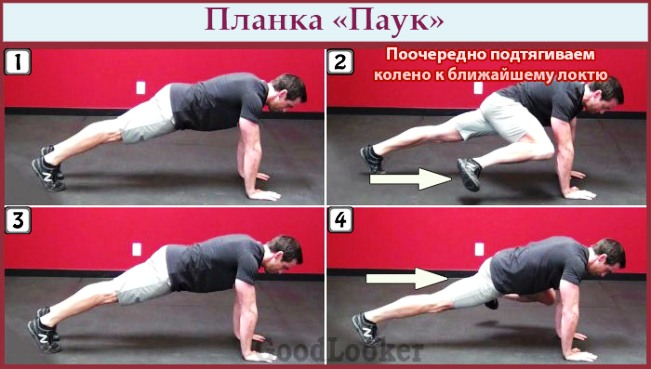 Планка «Паук»
1
2
Поочередно подтягиваем
колено к ближайшему локтю
3
4
GoodLooker